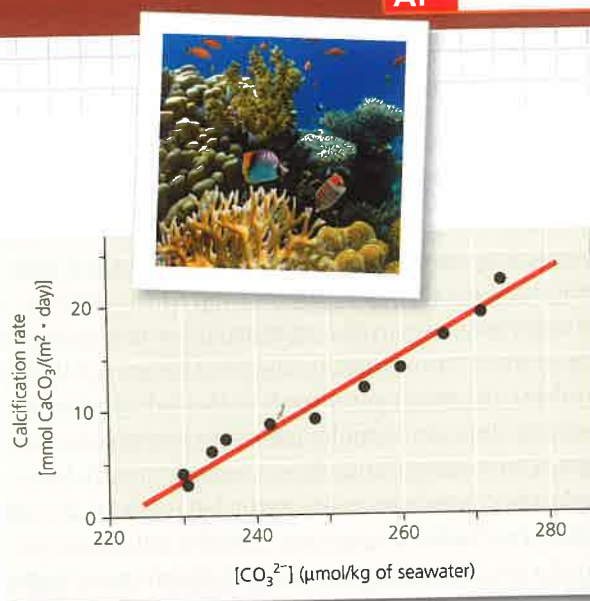 AP
Calcification rate
[mmol CaCO₃/(m² • day)]
20
10
0
220
240
260
280
[CO₃²⁻] (μmol/kg of seawater)